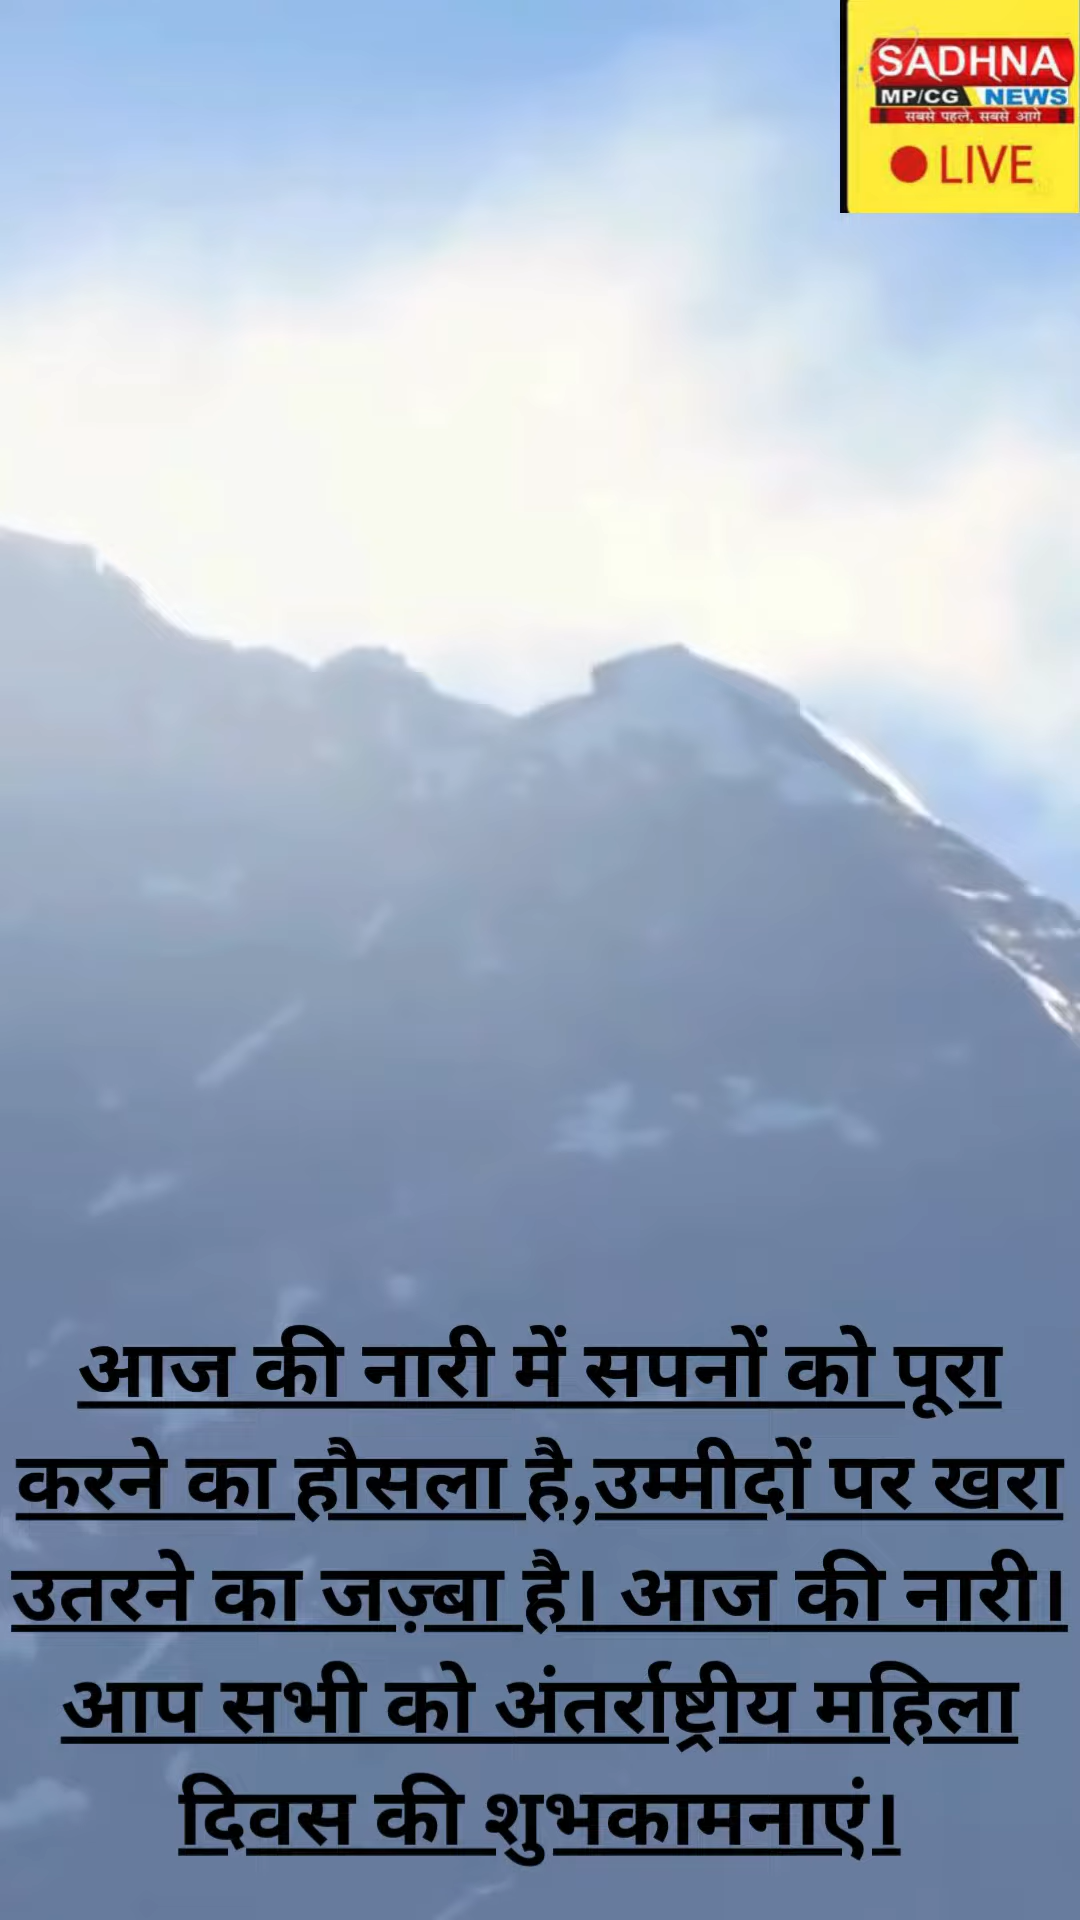 SADHNA
MP/CG NEWS
सबसे पहले, सबसे आगे
LIVE
आज की नारी में सपनों को पूरा
करने का हौसला है,उम्मीदों पर खरा
उतरने का जज़्बा है। आज की नारी।
आप सभी को अंतर्राष्ट्रीय महिला
दिवस की शुभकामनाएं।